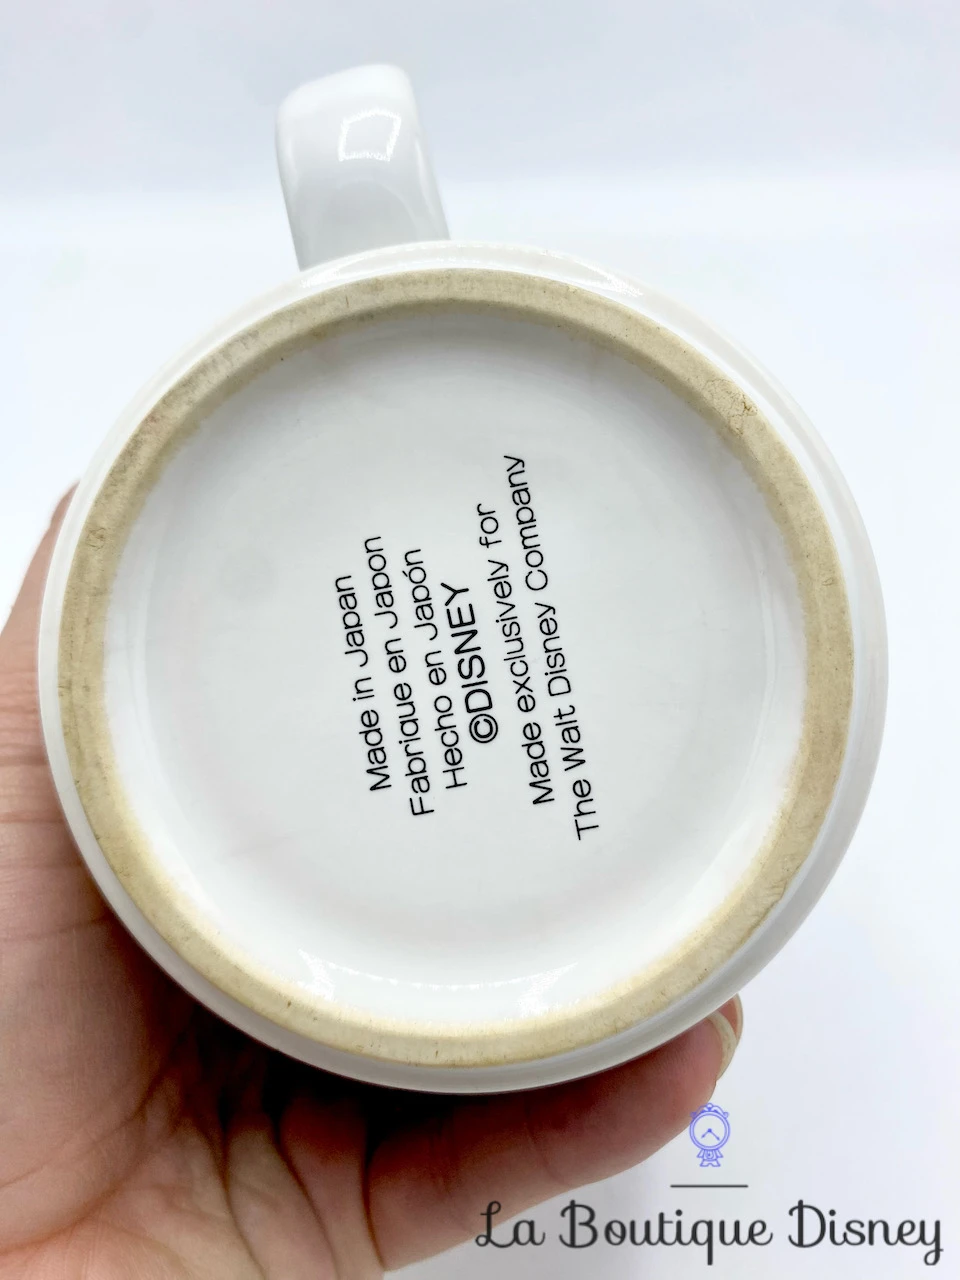 Made in Japan
Fabrique en Japon
Hecho en Japón
©DISNEY
Made exclusively for
The Walt Disney Company
La Boutique Disney